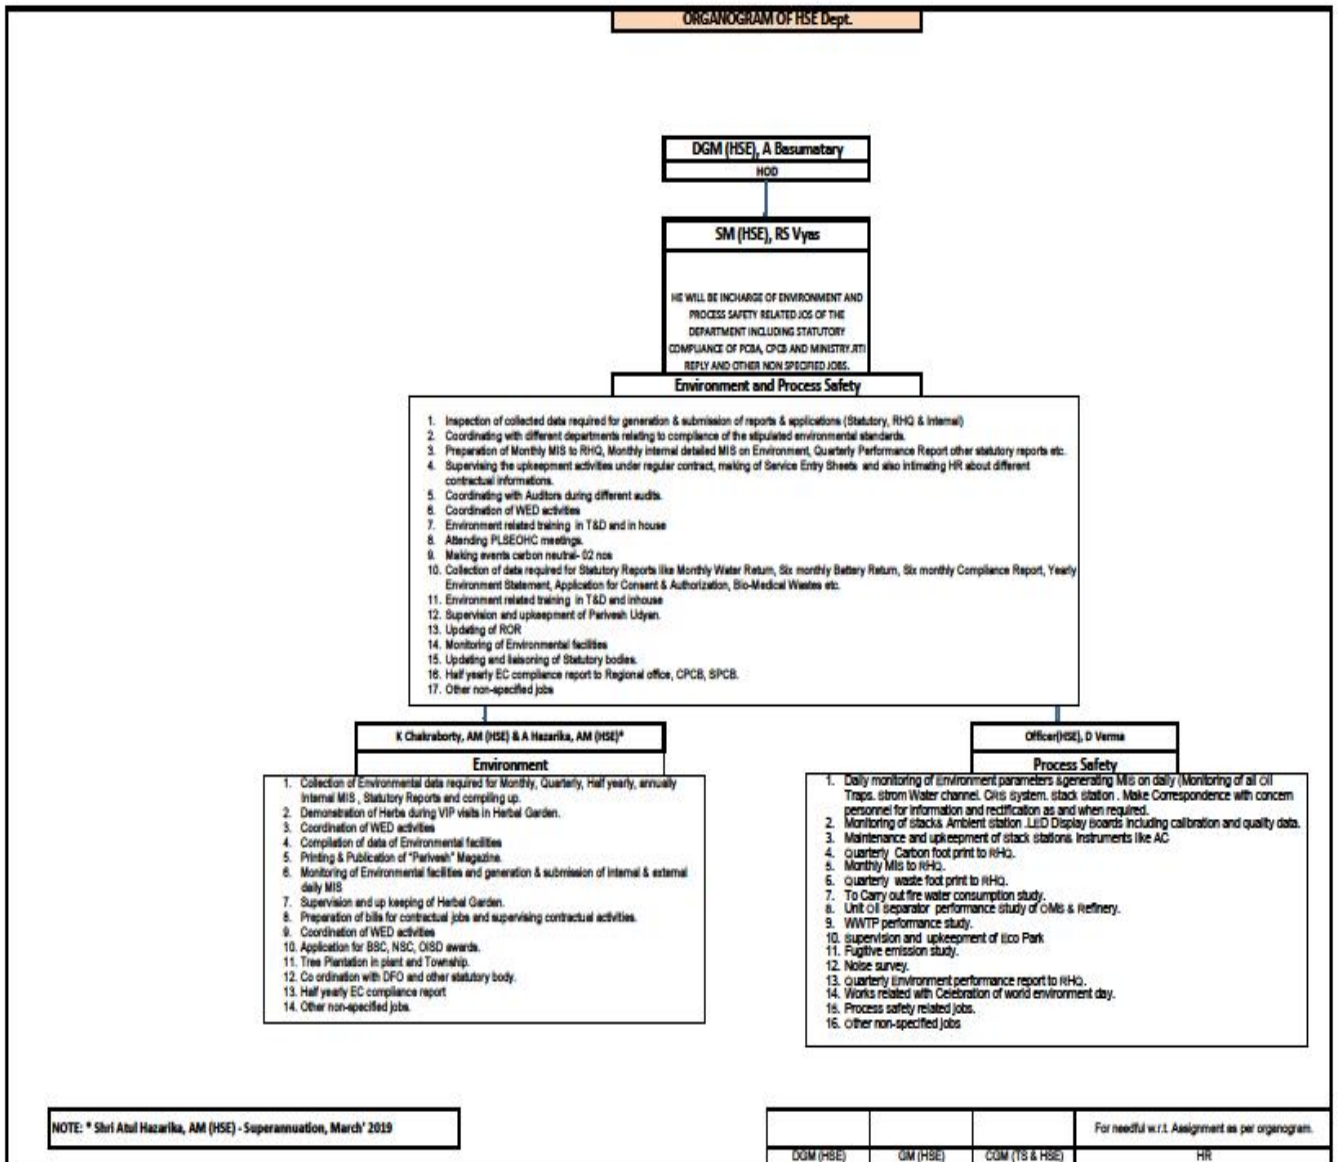 ORGANOGRAM OF HSE Dept.
DGM (HSE), A Basumatary
HOD
SM (HSE), RS Vyas
HE WILL BE INCHARGE OF ENVIRONMENT AND
PROCESS SAFETY RELATED JOS OF THE
DEPARTMENT INCLUDING STATUTORY
COMPLIANCE OF PCBA, CPCB AND MINISTRY.RTI
REPLY AND OTHER NON SPECIFIED JOBS.
Environment and Process Safety
1. Inspection of collected data required for generation & submission of reports & applications (Statutory, RHQ & Internal)
2. Coordinating with different departments relating to compliance of the stipulated environmental standards.
3. Preparation of Monthly MIS to RHQ, Monthly internal detailed MIS on Environment, Quarterly Performance Report other statutory reports etc.
4. Supervising the upkeepment activities under regular contract, making of Service Entry Sheets and also intimating HR about different
contractual informations.
5. Coordinating with Auditors during different audits.
6. Coordination of WED activities
7. Environment related training in T&D and in house
8. Attending PLSEOHC meetings.
9. Making events carbon neutral- 02 nos
10. Collection of data required for Statutory Reports like Monthly Water Return, Six monthly Battery Return, Six monthly Compliance Report, Yearly
Environment Statement, Application for Consent & Authorization, Bio-Medical Wastes etc.
11. Environment related training in T&D and inhouse
12. Supervision and upkeepment of Parivesh Udyan.
13. Updating of ROR
14. Monitoring of Environmental facilities
15. Updating and liaisoning of Statutory bodies.
16. Half yearly EC compliance report to Regional office, CPCB, SPCB.
17. Other non-specified jobs
K Chakraborty, AM (HSE) & A Hazarika, AM (HSE)*
Environment
1. Collection of Environmental data required for Monthly, Quarterly, Half yearly, annually
Internal MIS , Statutory Reports and compiling up.
2. Demonstration of Herbs during VIP visits in Herbal Garden.
3. Coordination of WED activities
4. Compilation of data of Environmental facilities
5. Printing & Publication of "Parivesh" Magazine.
6. Monitoring of Environmental facilities and generation & submission of internal & external
daily MIS
7. Supervision and up keeping of Herbal Garden.
8. Preparation of bills for contractual jobs and supervising contractual activities.
9. Coordination of WED activities
10. Application for BSC, NSC, OISD awards.
11. Tree Plantation in plant and Township.
12. Co ordination with DFO and other statutory body.
13. Half yearly EC compliance report
14. Other non-specified jobs.
Officer(HSE), D Verma
Process Safety
1. Daily monitoring of Environment parameters &generating MIS on daily (Monitoring of all Oil
Traps. Strom Water channel. CRS System. Stack Station . Make Correspondence with concern
personnel for information and rectification as and when required.
2. Monitoring of Stacks Ambient Station .LED Display Boards including calibration and quality data.
3. Maintenance and upkeepment of Stack Stations Instruments like AC
4. Quarterly Carbon foot print to RHQ.
5. Monthly MIS to RHQ.
6. Quarterly waste foot print to RHQ.
7. To Carry out fire water consumption study.
8. Unit Oil Separator performance Study of OMS & Refinery.
9. WWTP performance study.
10. Supervision and upkeepment of Eco Park
11. Fugitive emission study.
12. Noise survey.
13. Quarterly Environment performance report to RHQ.
14. Works related with Celebration of world environment day.
15. Process safety related jobs.
16. Other non-specified jobs
NOTE: * Shri Atul Hazarika, AM (HSE) - Superannuation, March' 2019
For needful w.r.t. Assignment as per organogram.
DGM (HSE) GM (HSE) CGM (TS & HSE) HR